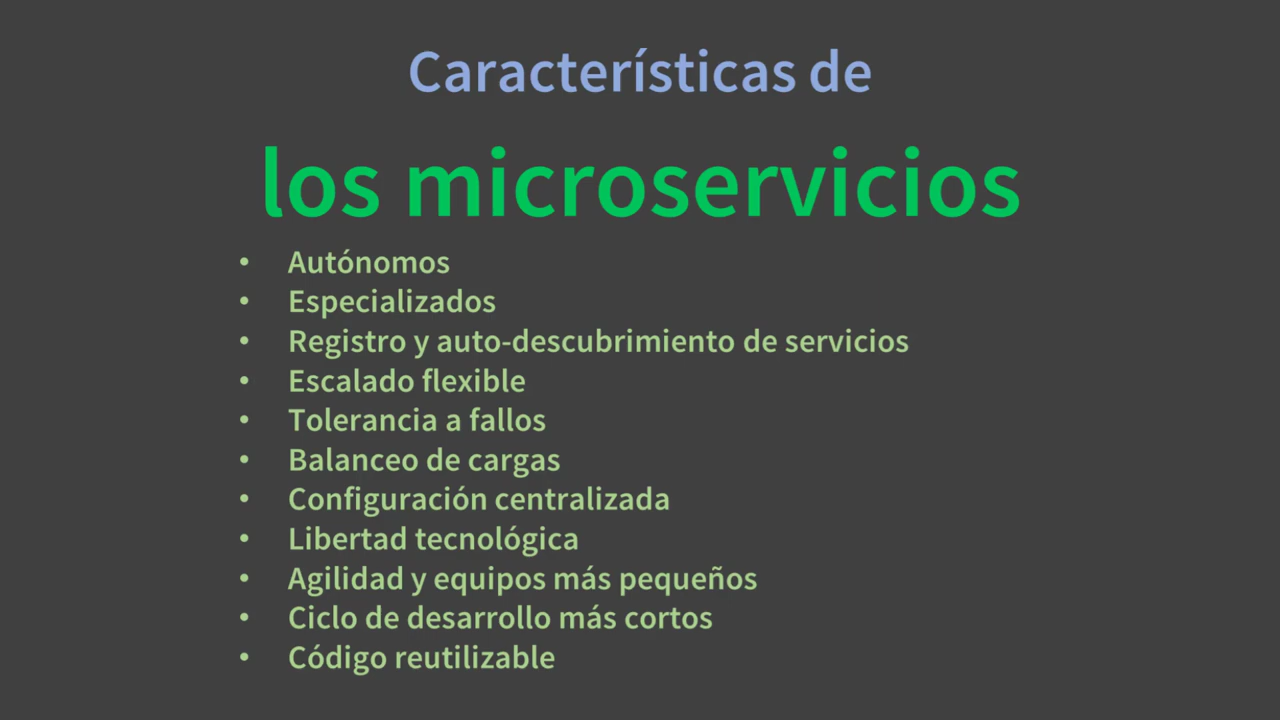 Características de
los microservicios
• Autónomos
• Especializados
• Registro y auto-descubrimiento de servicios
• Escalado flexible
• Tolerancia a fallos
• Balanceo de cargas
• Configuración centralizada
• Libertad tecnológica
• Agilidad y equipos más pequeños
• Ciclo de desarrollo más cortos
• Código reutilizable